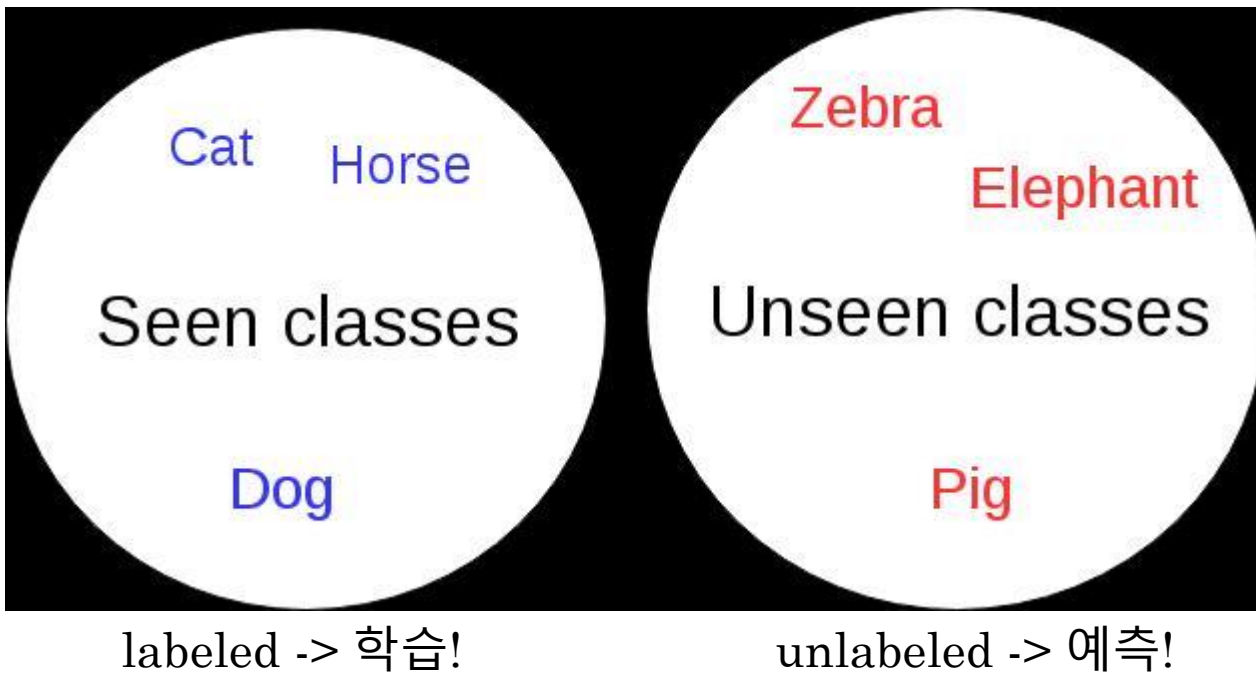 Cat
Horse
Seen classes
Dog
labeled -> 학습!
Zebra
Elephant
Unseen classes
Pig
unlabeled -> 예측!